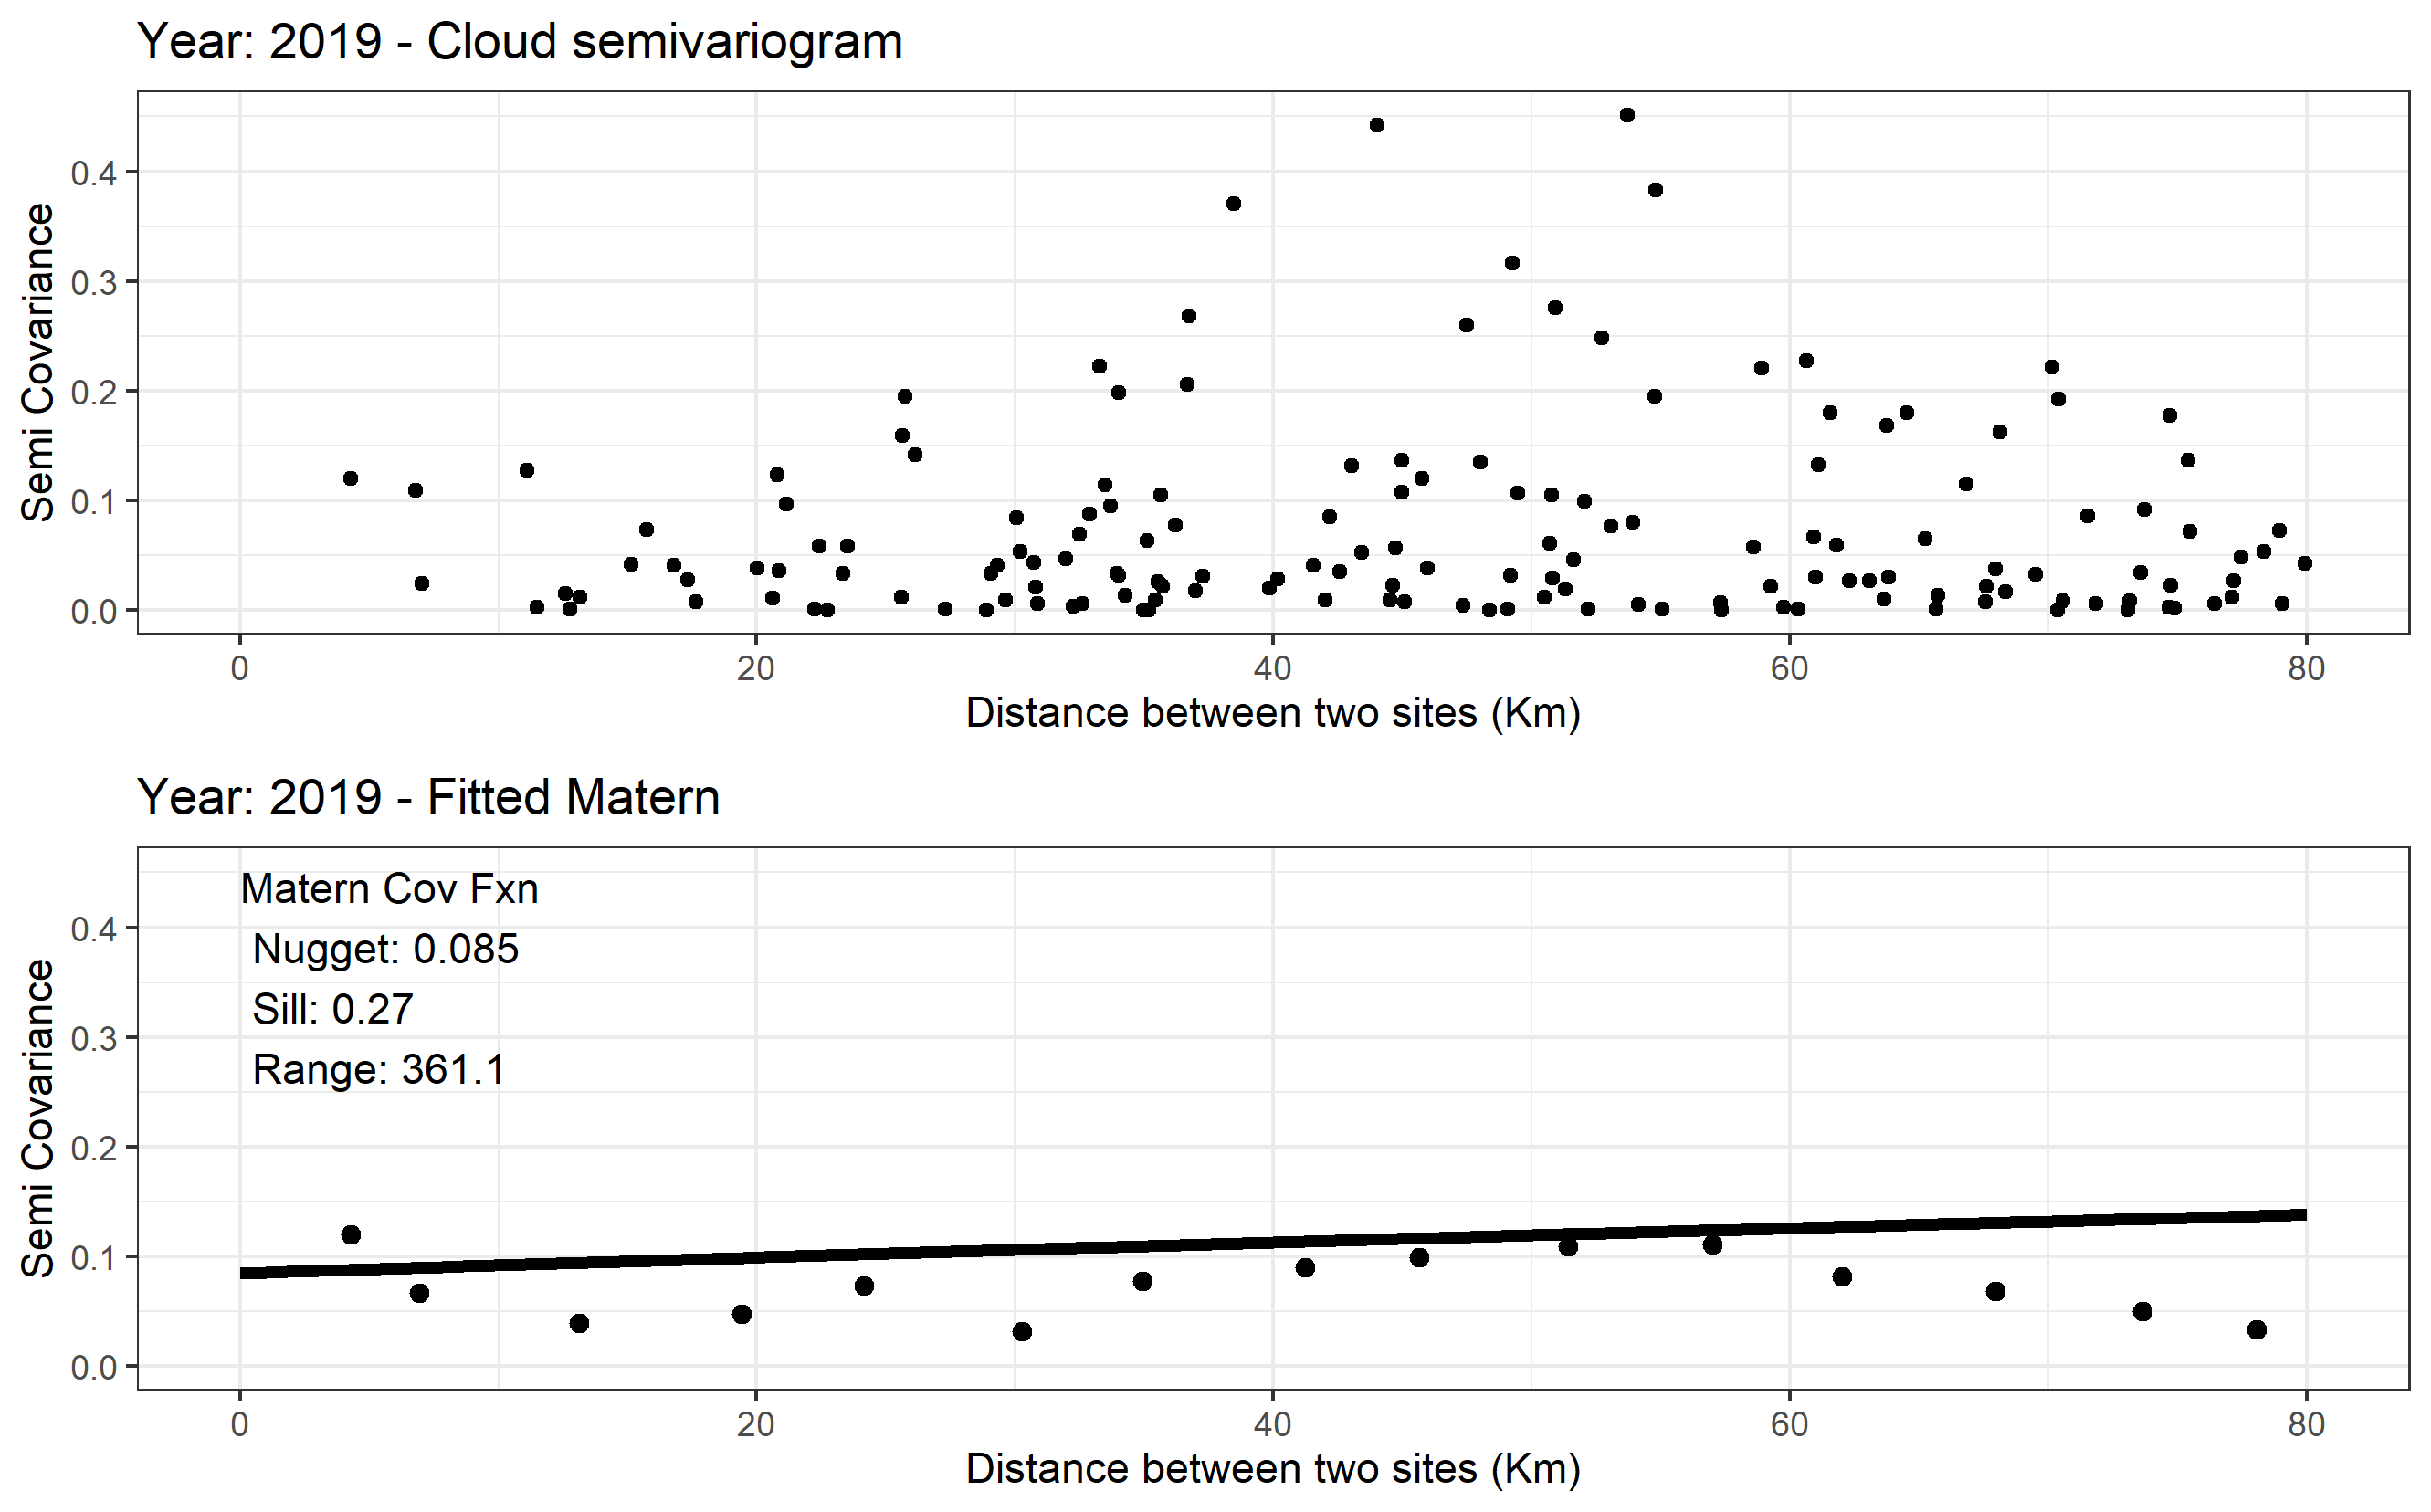 Year: 2019 - Cloud semivariogram
Semi Covariance
0.4
0.3
0.2
0.1
0.0
0 20 40 60 80
Distance between two sites (Km)
Year: 2019 - Fitted Matern
Semi Covariance
0.4
0.3
0.2
0.1
0.0
Matern Cov Fxn
Nugget: 0.085
Sill: 0.27
Range: 361.1
0 20 40 60 80
Distance between two sites (Km)